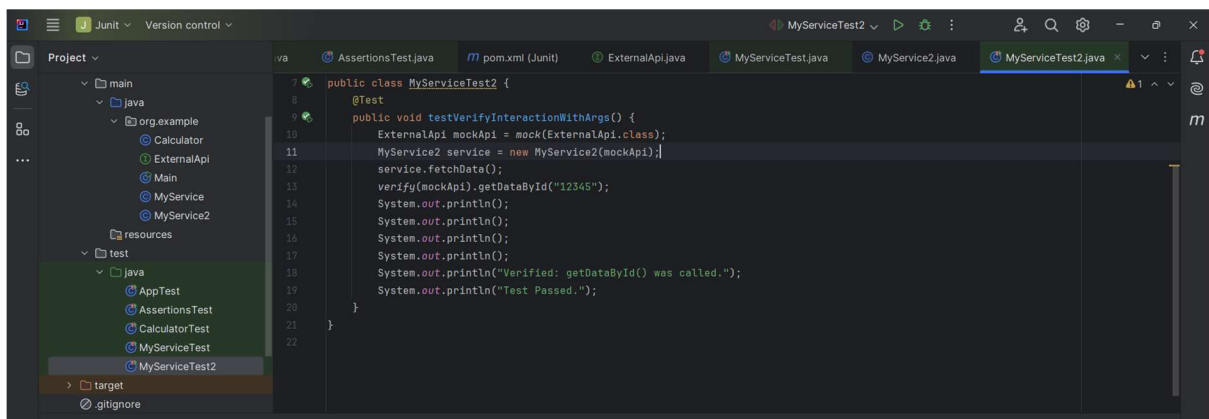 J Junit Version control MyServiceTest2
Project va AssertionsTest.java m pom.xml (Junit) ExternalApi.java MyServiceTest.java MyService2.java MyServiceTest2.java
main
java
org.example
Calculator
ExternalApi
Main
MyService
MyService2
resources
test
java
AppTest
AssertionsTest
CalculatorTest
MyServiceTest
MyServiceTest2
target
.gitignore
7 public class MyServiceTest2 {
8 @Test
9 public void testVerifyInteractionWithArgs() {
10 ExternalApi mockApi = mock(ExternalApi.class);
11 MyService2 service = new MyService2(mockApi);
12 service.fetchData();
13 verify(mockApi).getDataById("12345");
14 System.out.println();
15 System.out.println();
16 System.out.println();
17 System.out.println();
18 System.out.println("Verified: getDataById() was called.");
19 System.out.println("Test Passed.");
20 }
21 }
22
1
m